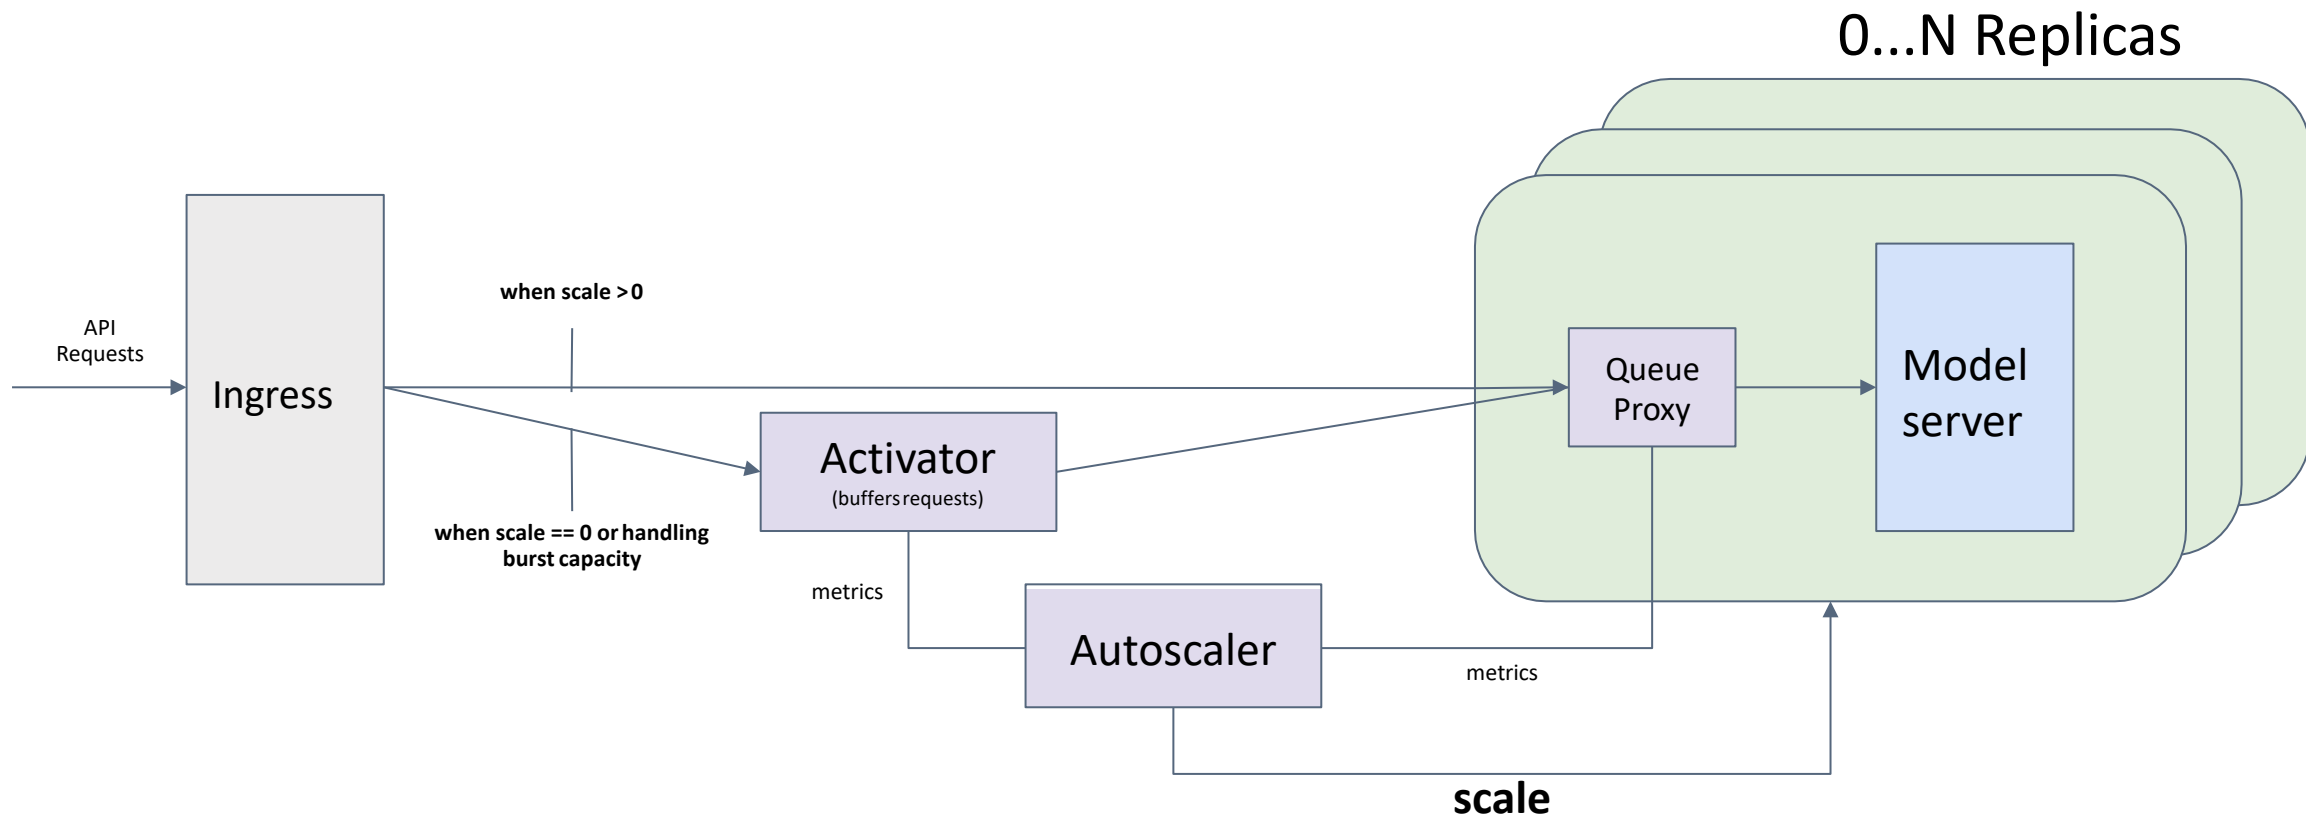 0...N Replicas
when scale > 0
API
Requests
Ingress
Queue
Proxy
Model
server
Activator
(buffers requests)
when scale == 0 or handling
burst capacity
metrics
Autoscaler
metrics
scale